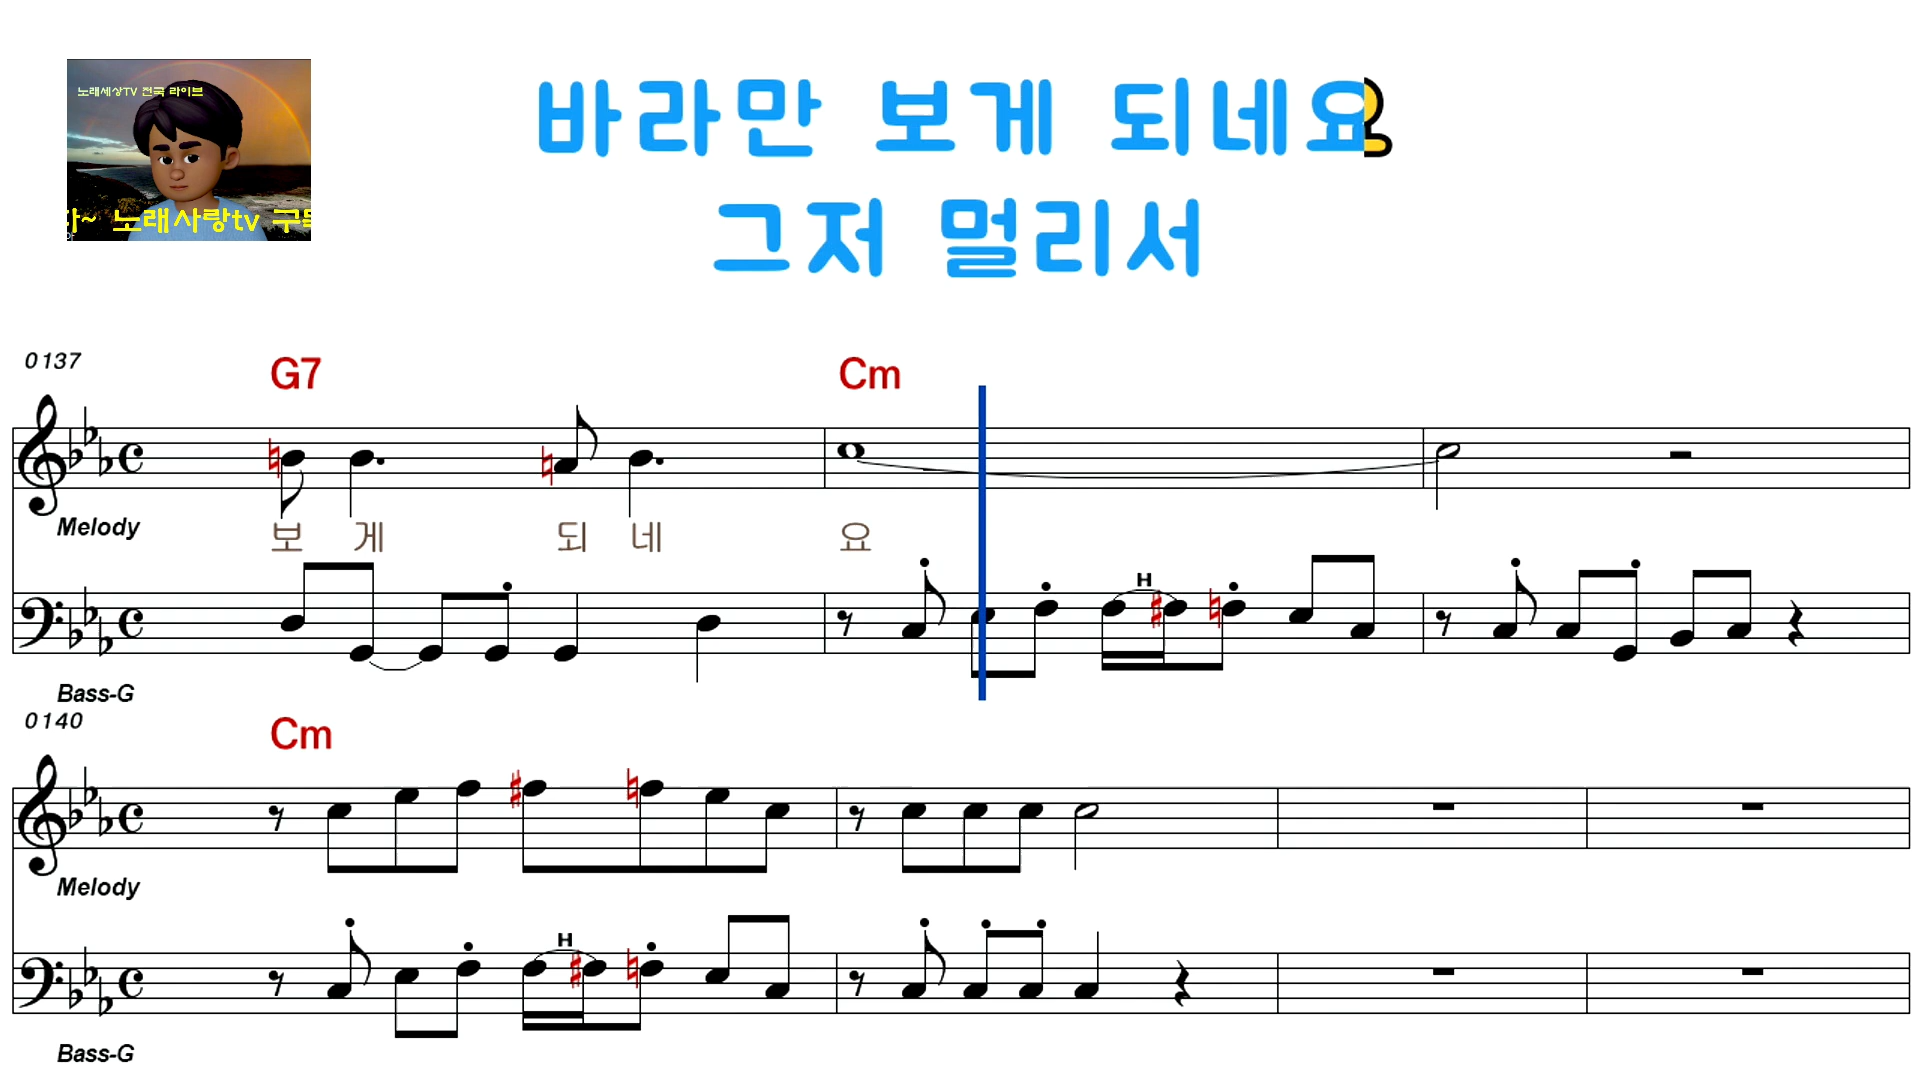 노래세상TV 전국 라이브
~ 노래사랑tv
바라만 보게 되네요
그저 멀리서
0137
G7 Cm
Melody
보 게 되 네 요
H
Bass-G
0140
Cm
Melody
H
Bass-G